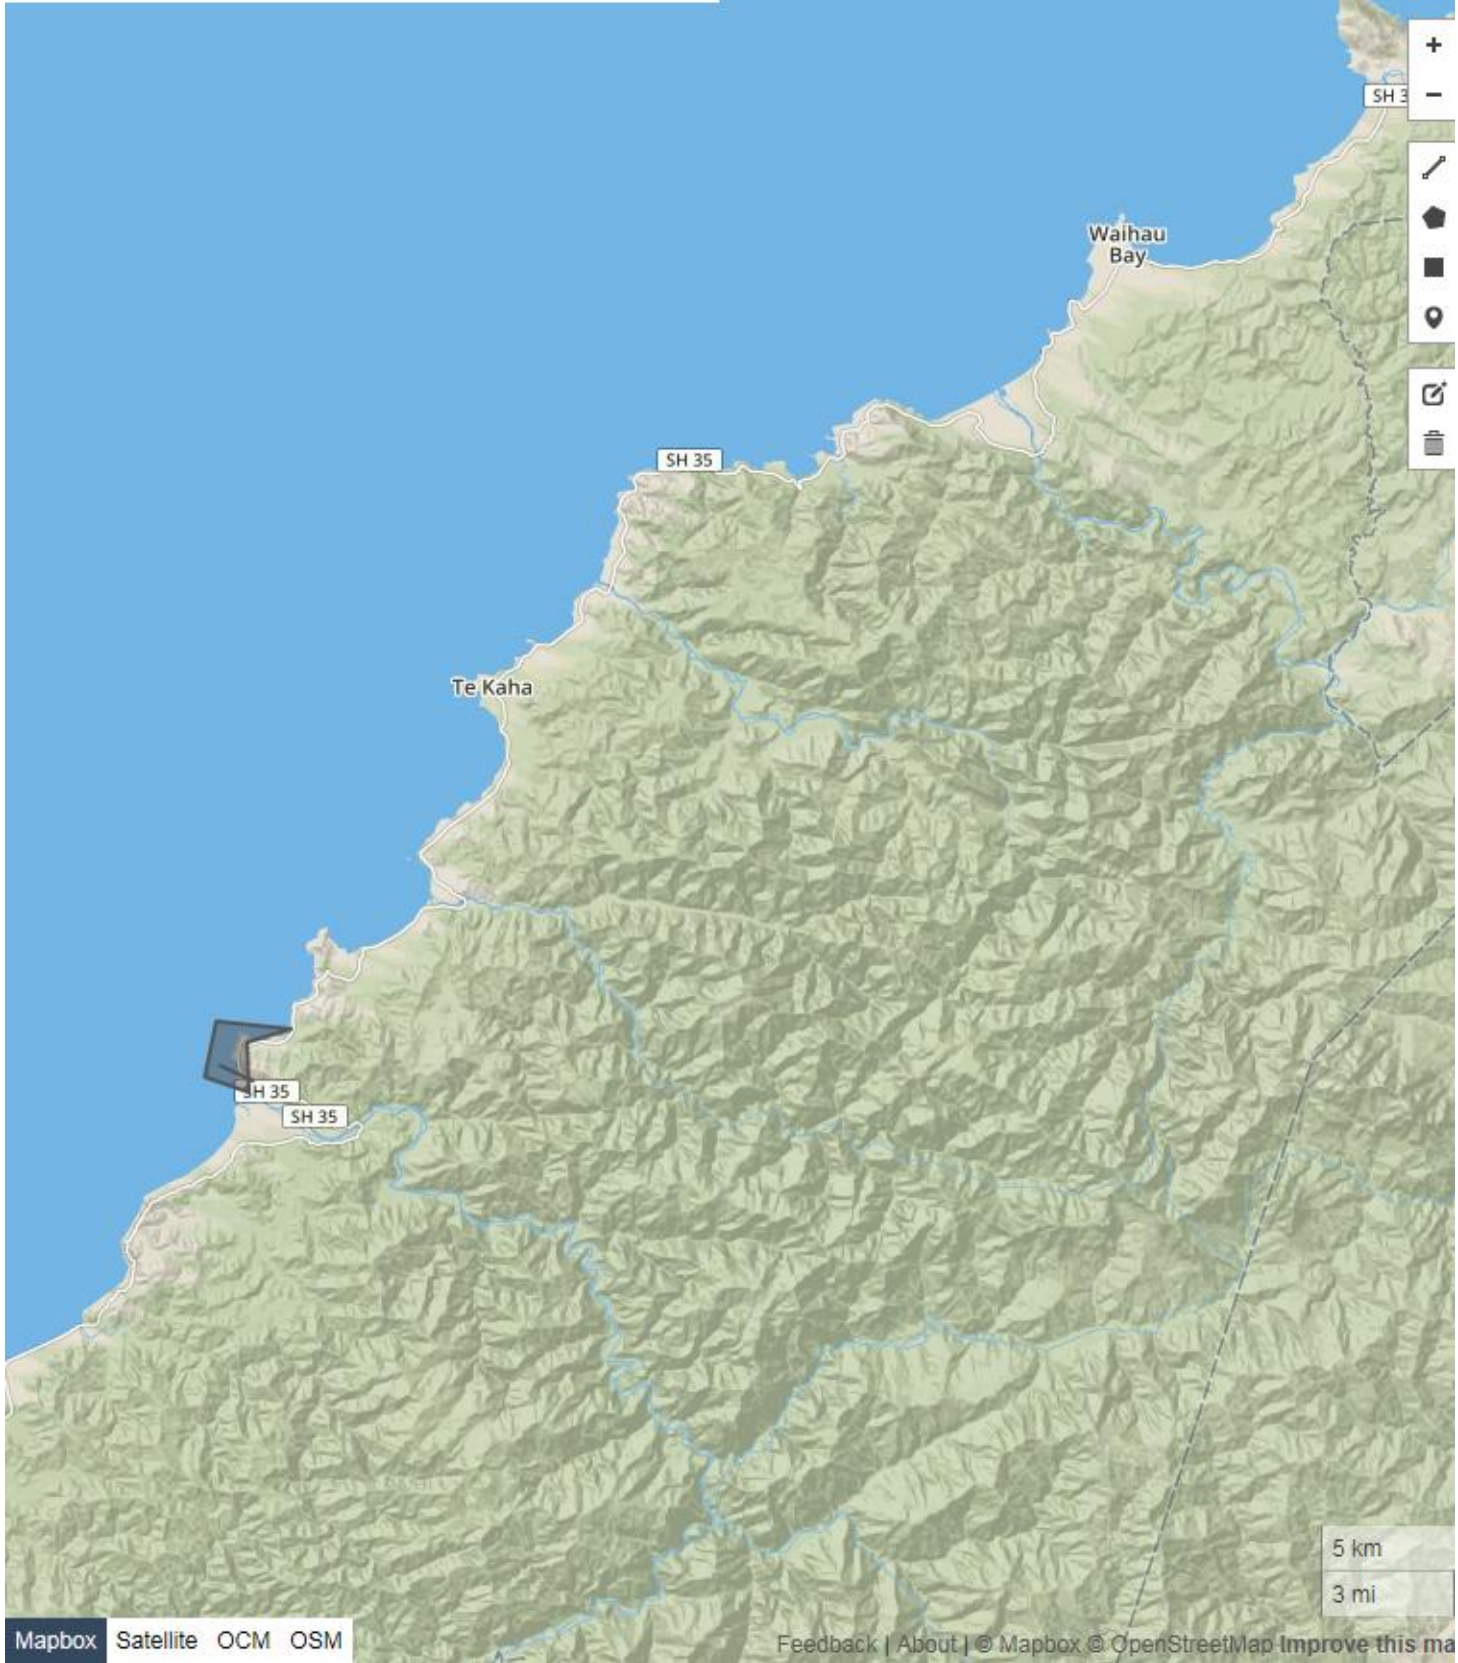 +
SH 3
−
Waihau
Bay
SH 35
Te Kaha
SH 35
SH 35
5 km
3 mi
Mapbox Satellite OCM OSM
Feedback | About | © Mapbox © OpenStreetMap Improve this ma